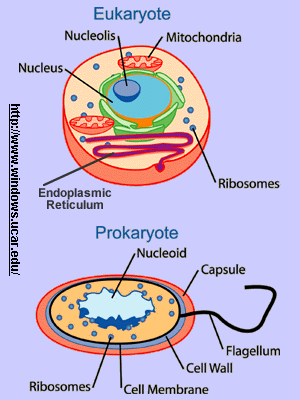 Eukaryote
Nucleolis
Mitochondria
Nucleus
Ribosomes
Endoplasmic
Reticulum
http://www.windows.ucar.edu/
Prokaryote
Nucleoid
Capsule
Flagellum
Cell Wall
Ribosomes
Cell Membrane